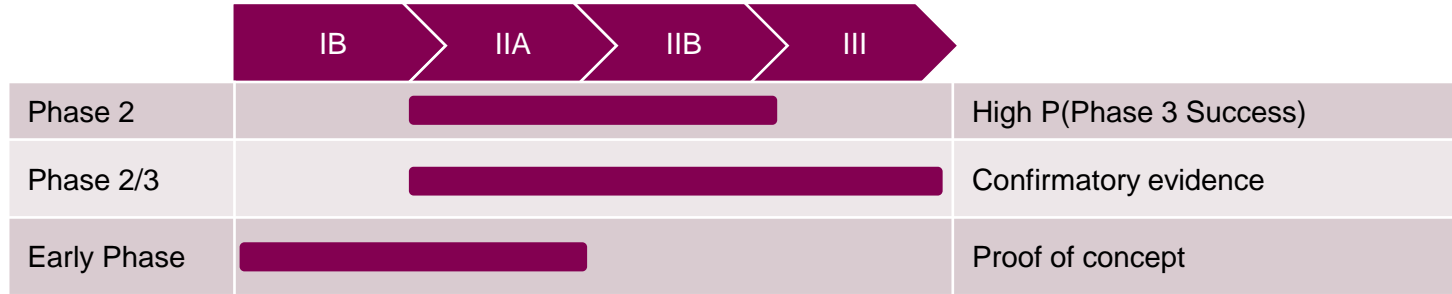 IB IIA IIB III
Phase 2 High P(Phase 3 Success)
Phase 2/3 Confirmatory evidence
Early Phase Proof of concept